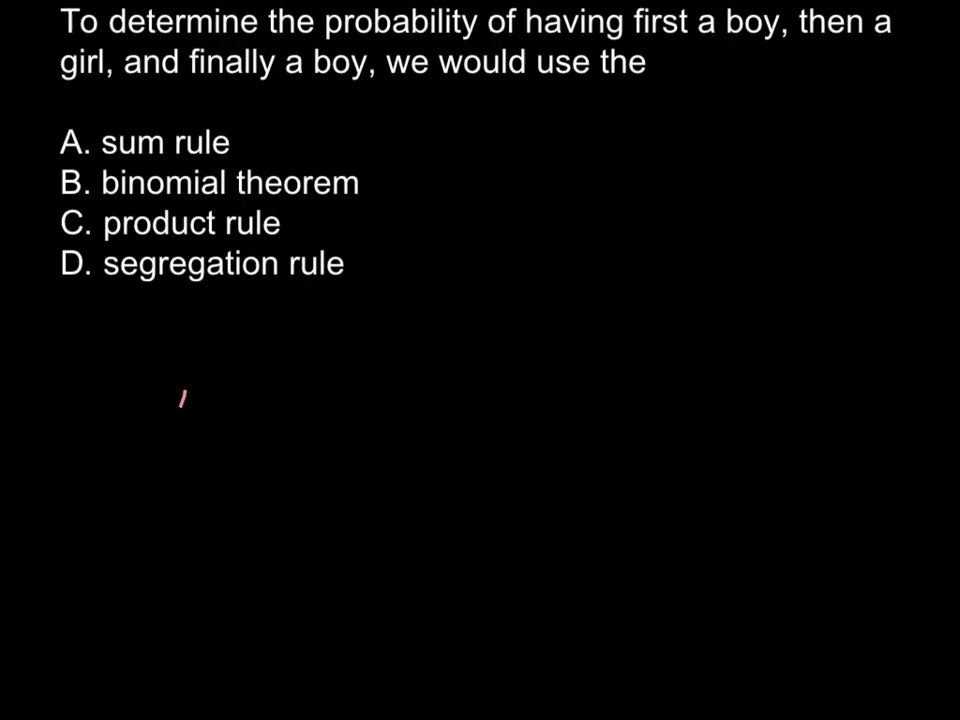 To determine the probability of having first a boy, then a
girl, and finally a boy, we would use the
A. sum rule
B. binomial theorem
C. product rule
D. segregation rule